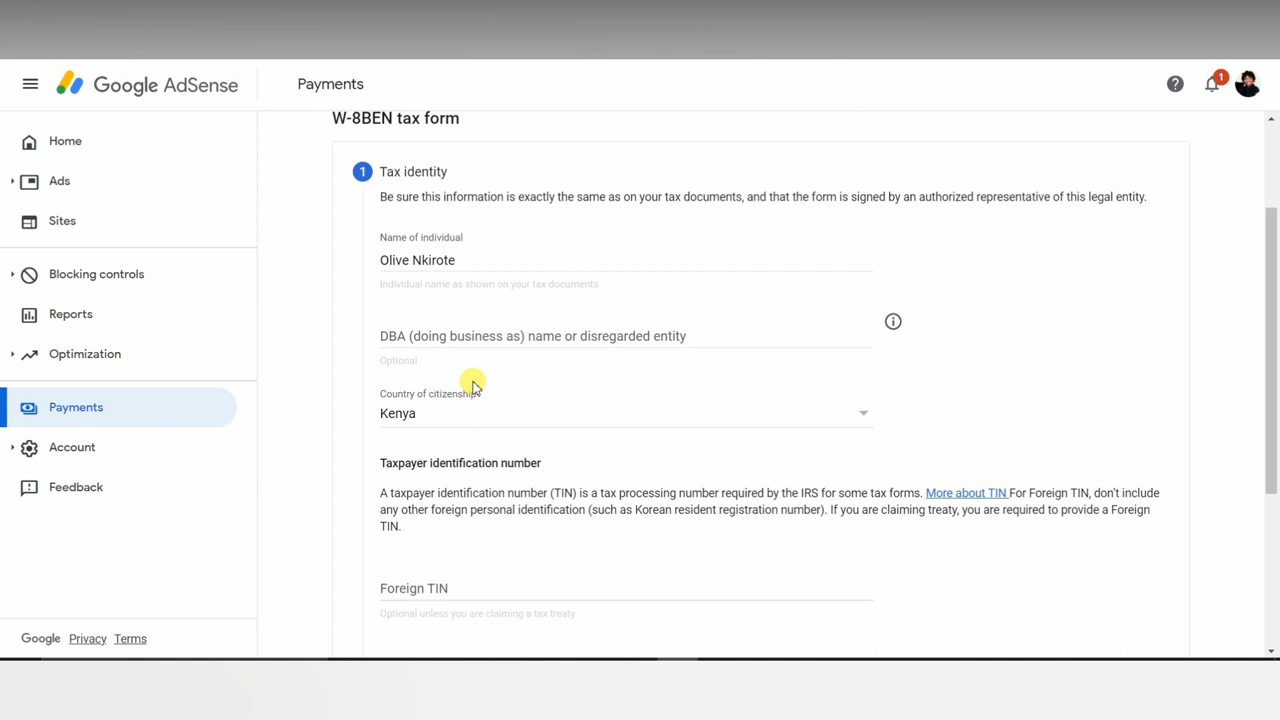 Google AdSense
Payments
1
Home
Ads
Sites
Blocking controls
Reports
Optimization
Payments
Account
Feedback
Google Privacy Terms
W-8BEN tax form
1 Tax identity
Be sure this information is exactly the same as on your tax documents, and that the form is signed by an authorized representative of this legal entity.
Name of individual
Olive Nkirote
Individual name as shown on your tax documents
DBA (doing business as) name or disregarded entity
Optional
Country of citizenship
Kenya
Taxpayer identification number
A taxpayer identification number (TIN) is a tax processing number required by the IRS for some tax forms. More about TIN For Foreign TIN, don't include
any other foreign personal identification (such as Korean resident registration number). If you are claiming treaty, you are required to provide a Foreign
TIN.
Foreign TIN
Optional unless you are claiming a tax treaty